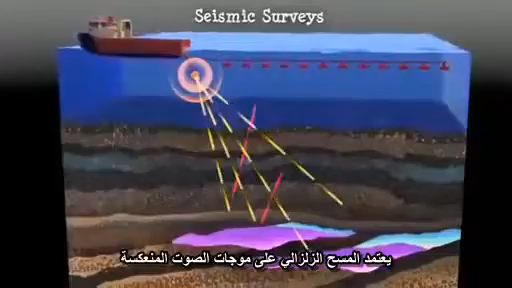 Seismic Surveys
يعتمد المسح الزلزالي على موجات الصوت المنعكسة